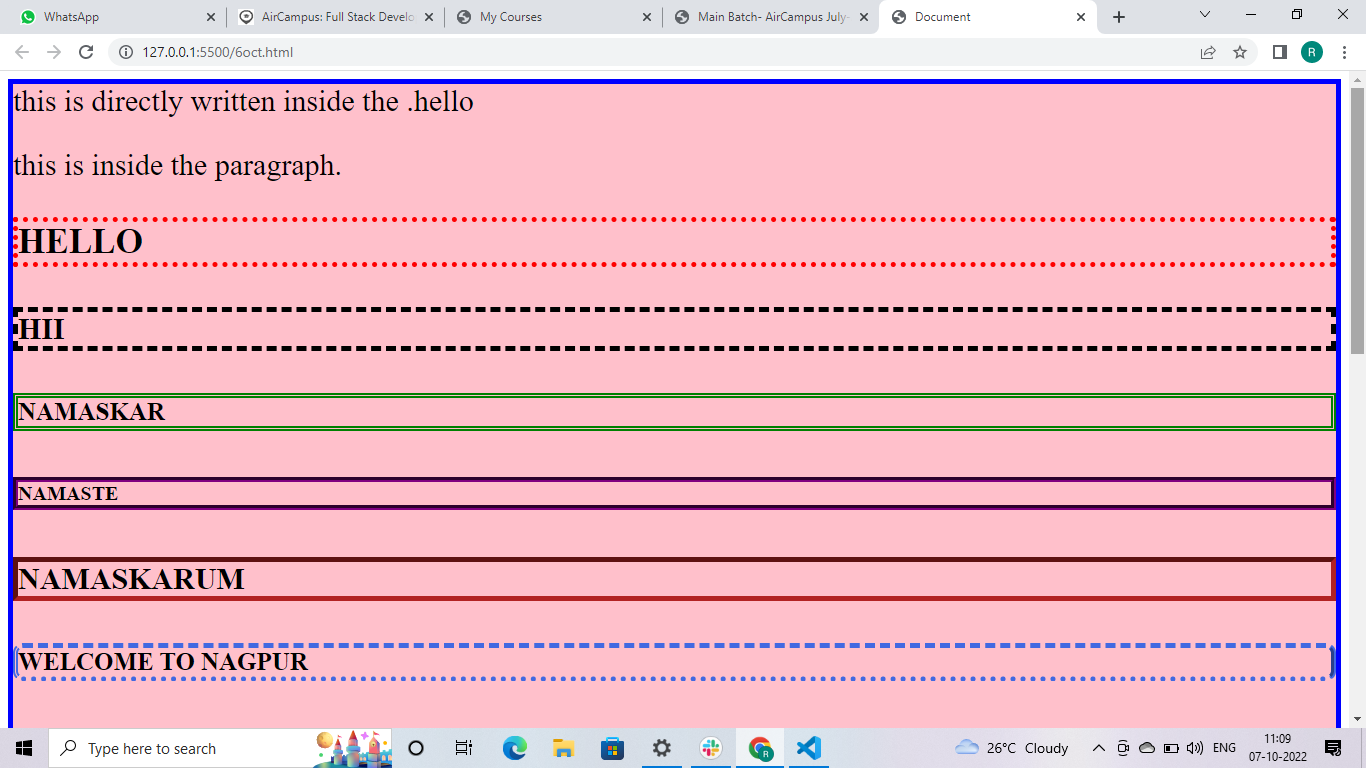 WhatsApp
AirCampus: Full Stack Develo
My Courses
Main Batch- AirCampus July-
Document
127.0.0.1:5500/6oct.html
R
this is directly written inside the .hello
this is inside the paragraph.
HELLO
HII
NAMASKAR
NAMASTE
NAMASKARUM
WELCOME TO NAGPUR
Type here to search
R
26°C Cloudy
ENG
11:09
07-10-2022